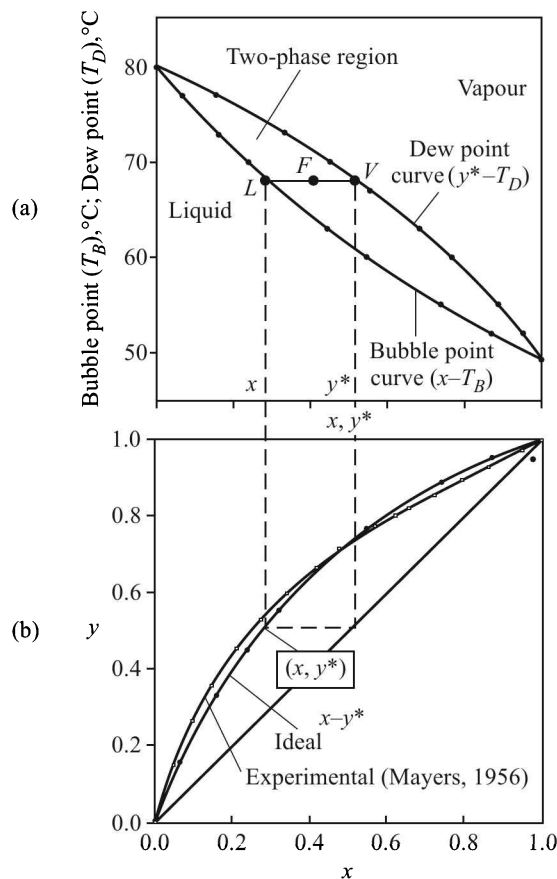 (a)
Bubble point (T_B),°C; Dew point (T_D),°C
80
70
60
50
Two-phase region
Vapour
Dew point
curve (y*–T_D)
F
L
V
Liquid
Bubble point
curve (x–T_B)
x
y*
x, y*
(b)
y
1.0
0.8
0.6
0.4
0.2
0.0
(x, y*)
x–y*
Ideal
Experimental (Mayers, 1956)
0.0
0.2
0.4
0.6
0.8
1.0
x